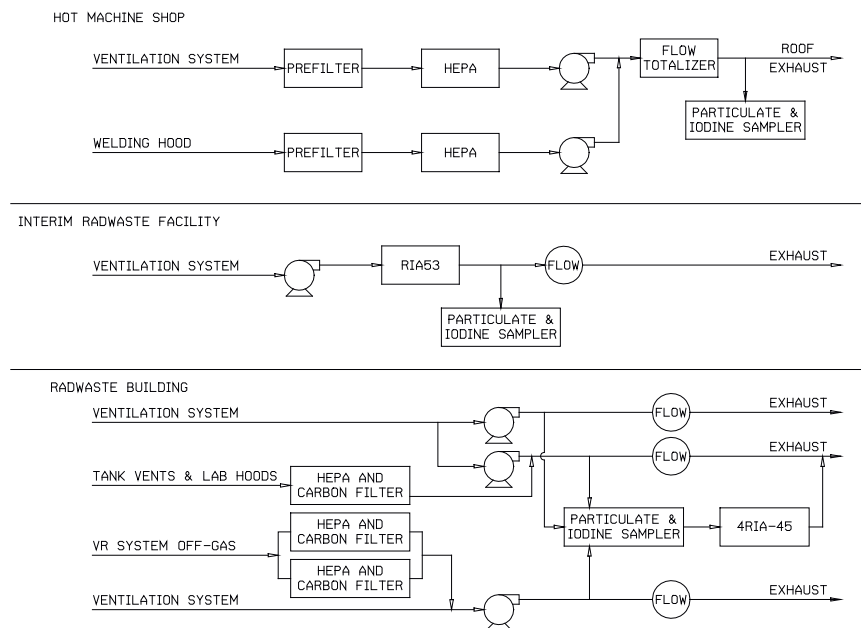 HOT MACHINE SHOP
VENTILATION SYSTEM
PREFILTER
HEPA
FLOW
TOTALIZER
ROOF
EXHAUST
PARTICULATE &
IODINE SAMPLER
WELDING HOOD
PREFILTER
HEPA
INTERIM RADWASTE FACILITY
VENTILATION SYSTEM
RIA53
FLOW
EXHAUST
PARTICULATE &
IODINE SAMPLER
RADWASTE BUILDING
VENTILATION SYSTEM
FLOW
EXHAUST
FLOW
EXHAUST
TANK VENTS & LAB HOODS
HEPA AND
CARBON FILTER
PARTICULATE &
IODINE SAMPLER
4RIA-45
VR SYSTEM OFF-GAS
HEPA AND
CARBON FILTER
HEPA AND
CARBON FILTER
VENTILATION SYSTEM
FLOW
EXHAUST